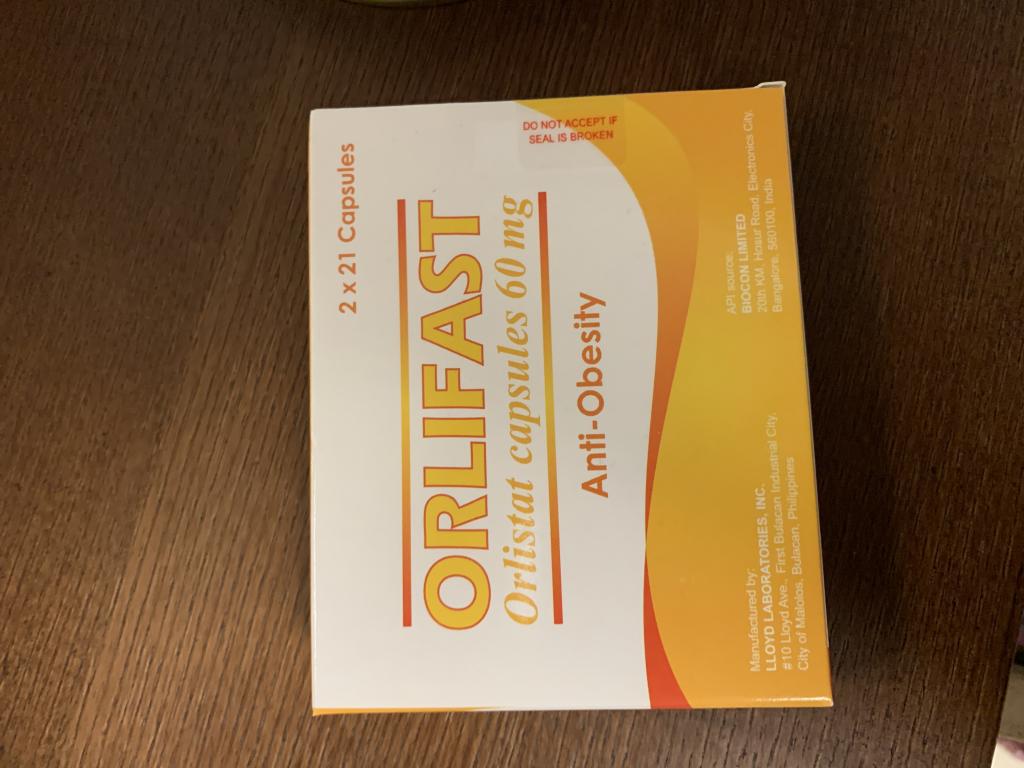 2 x 21 Capsules
DO NOT ACCEPT IF
SEAL IS BROKEN
ORLIFAST
Orlistat capsules 60 mg
Anti-Obesity
Manufactured by:
LLOYD LABORATORIES, INC.
#10 Lloyd Ave., First Bulacan Industrial City,
City of Malolos, Bulacan, Philippines
API source:
BIOCON LIMITED
20th KM. Hosur Road, Electronics City,
Bangalore, 560100, India